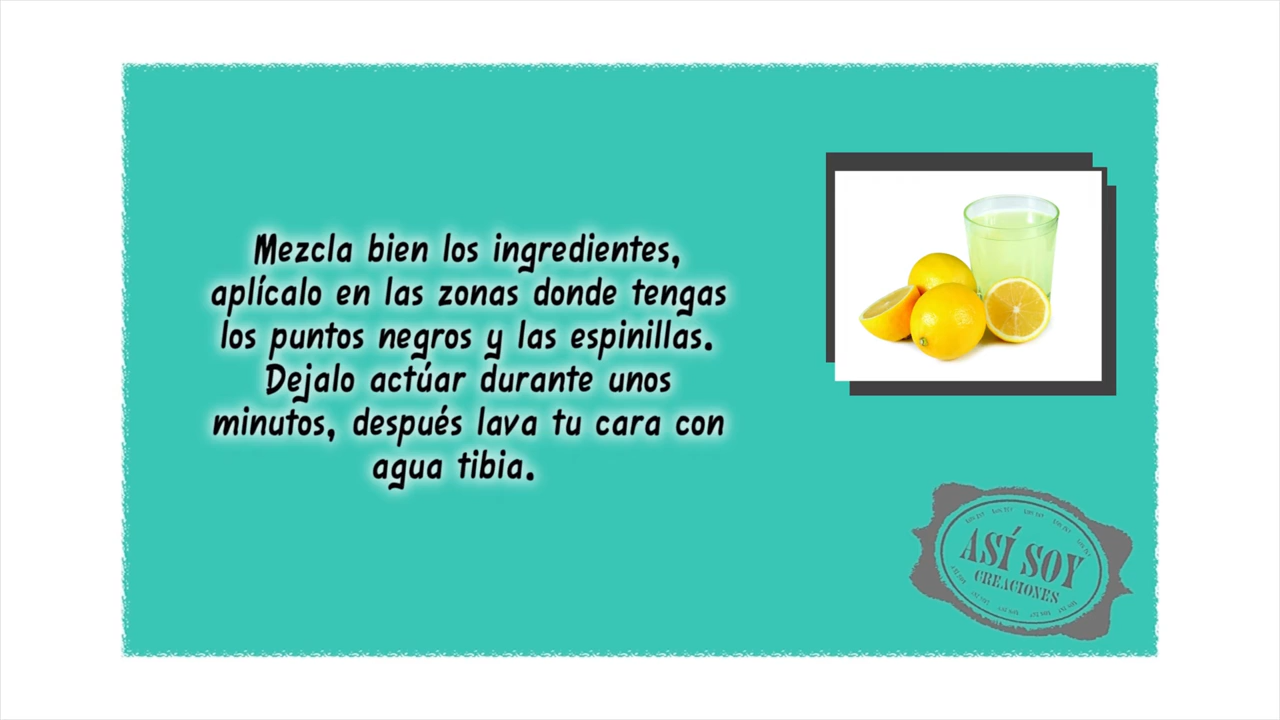 Mezcla bien los ingredientes,
aplícalo en las zonas donde tengas
los puntos negros y las espinillas.
Dejalo actúar durante unos
minutos, después lava tu cara con
agua tibia.
ASÍ SOY
CREACIONES